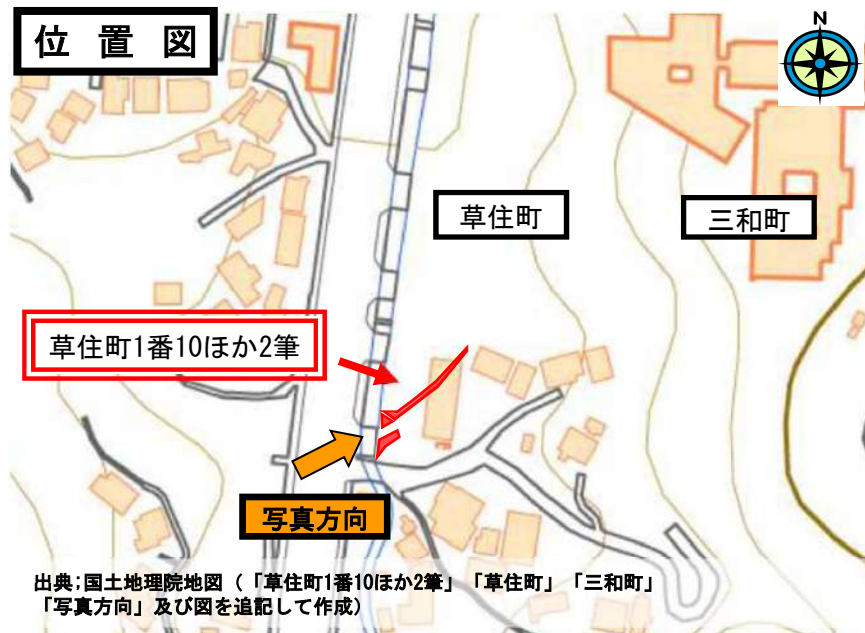 位置図
N
草住町
三和町
草住町1番10ほか2筆
写真方向
出典;国土地理院地図(「草住町1番10ほか2筆」「草住町」「三和町」
「写真方向」及び図を追記して作成)